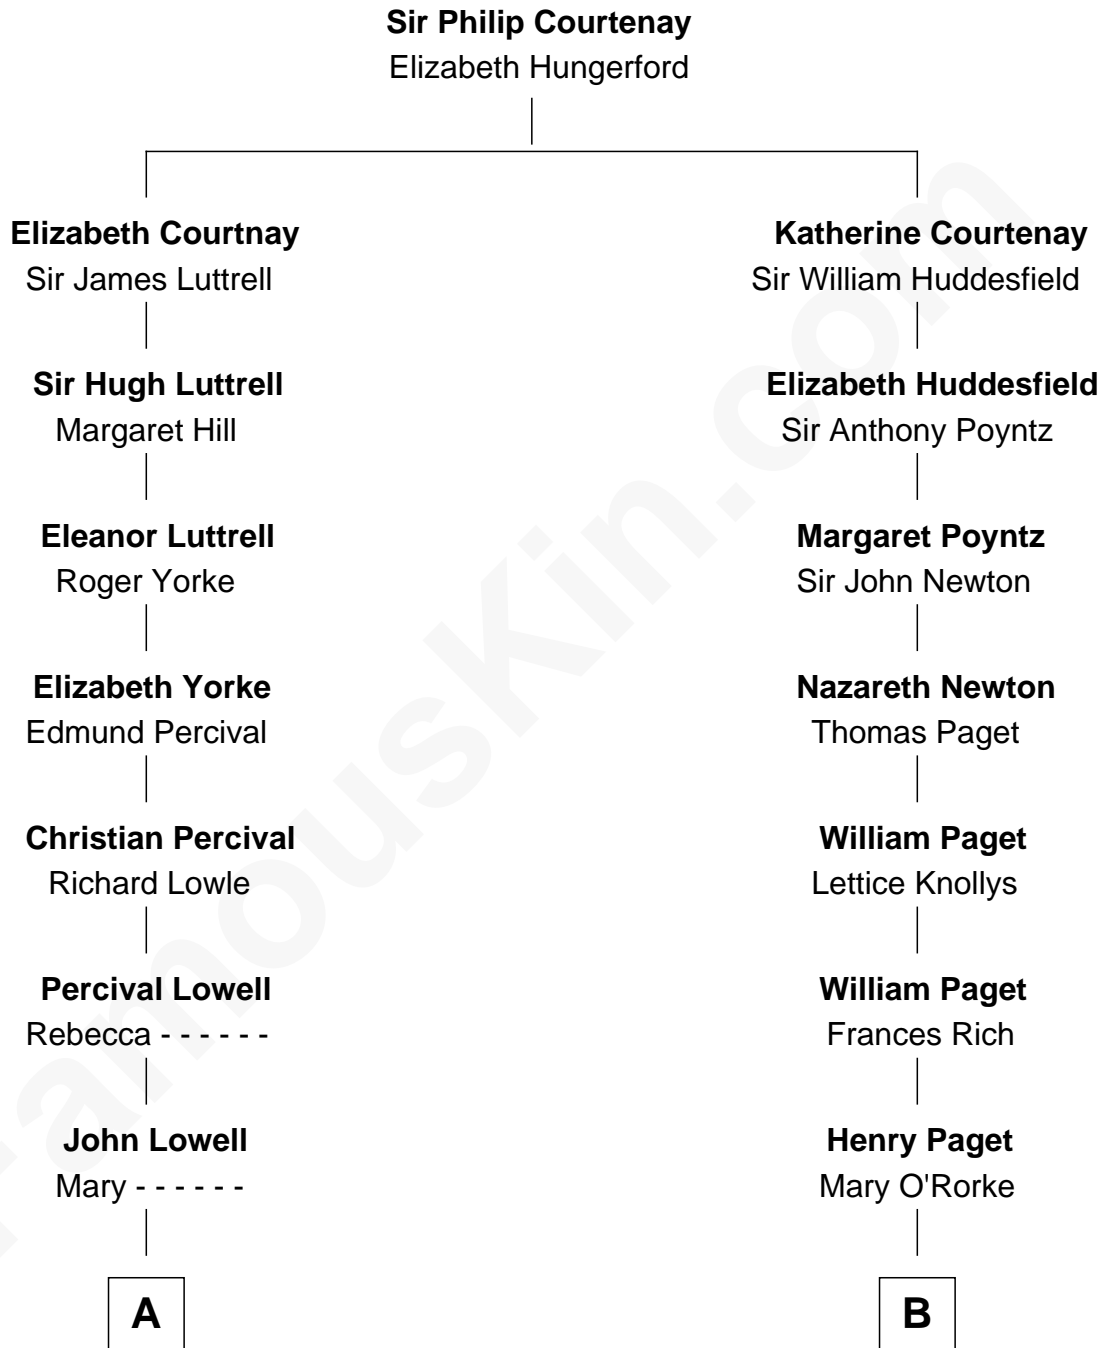 Sir Philip Courtenay
Elizabeth Hungerford
Elizabeth Courtnay
Sir James Luttrell
Katherine Courtenay
Sir William Huddesfield
Sir Hugh Luttrell
Margaret Hill
Elizabeth Huddesfield
Sir Anthony Poyntz
Eleanor Luttrell
Roger Yorke
Margaret Poyntz
Sir John Newton
Elizabeth Yorke
Edmund Percival
Nazareth Newton
Thomas Paget
Christian Percival
Richard Lowle
William Paget
Lettice Knollys
Percival Lowell
Rebecca - - - - - -
William Paget
Frances Rich
John Lowell
Mary - - - - - -
Henry Paget
Mary O'Rorke
A
B
FamousKin.com